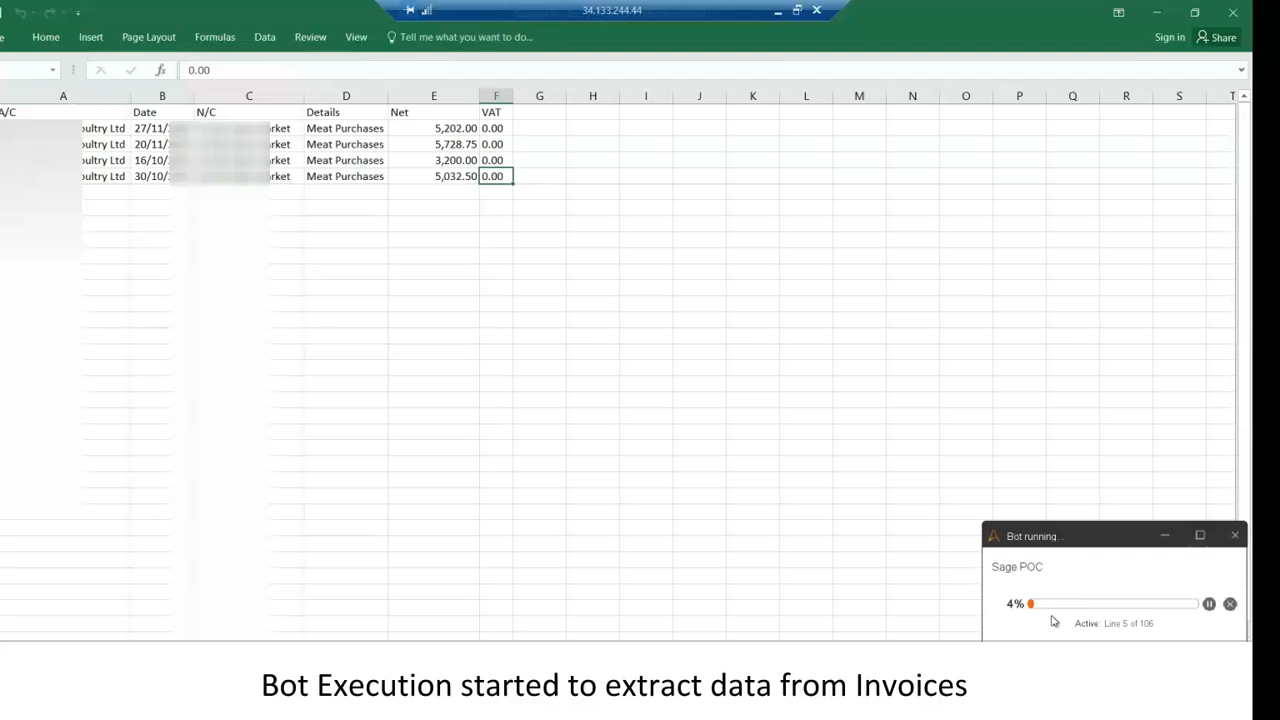 34.133.244.44
Home Insert Page Layout Formulas Data Review View Tell me what you want to do... Sign in Share
fx 0.00
A B C D E F G H I J K L M N O P Q R S T
A/C Date N/C Details Net VAT
oultry Ltd 27/11/ rket Meat Purchases 5,202.00 0.00
oultry Ltd 20/11/ rket Meat Purchases 5,728.75 0.00
oultry Ltd 16/10/ rket Meat Purchases 3,200.00 0.00
oultry Ltd 30/10/ rket Meat Purchases 5,032.50 0.00
Bot running...
Sage POC
4%
Active: Line 5 of 106
Bot Execution started to extract data from Invoices